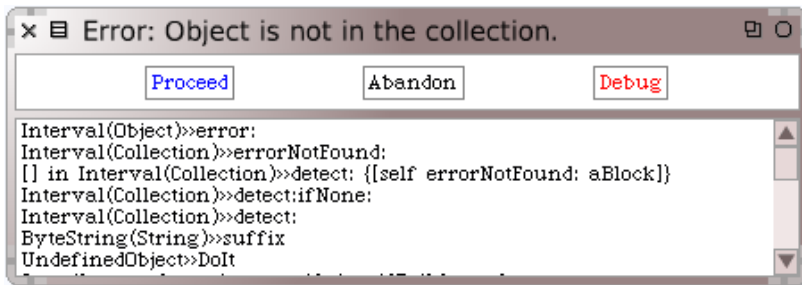 Error: Object is not in the collection.
Proceed Abandon Debug
Interval(Object)>>error:
Interval(Collection)>>errorNotFound:
[] in Interval(Collection)>>detect: {[self errorNotFound: aBlock]}
Interval(Collection)>>detect:ifNone:
Interval(Collection)>>detect:
ByteString(String)>>suffix
UndefinedObject>>DoIt